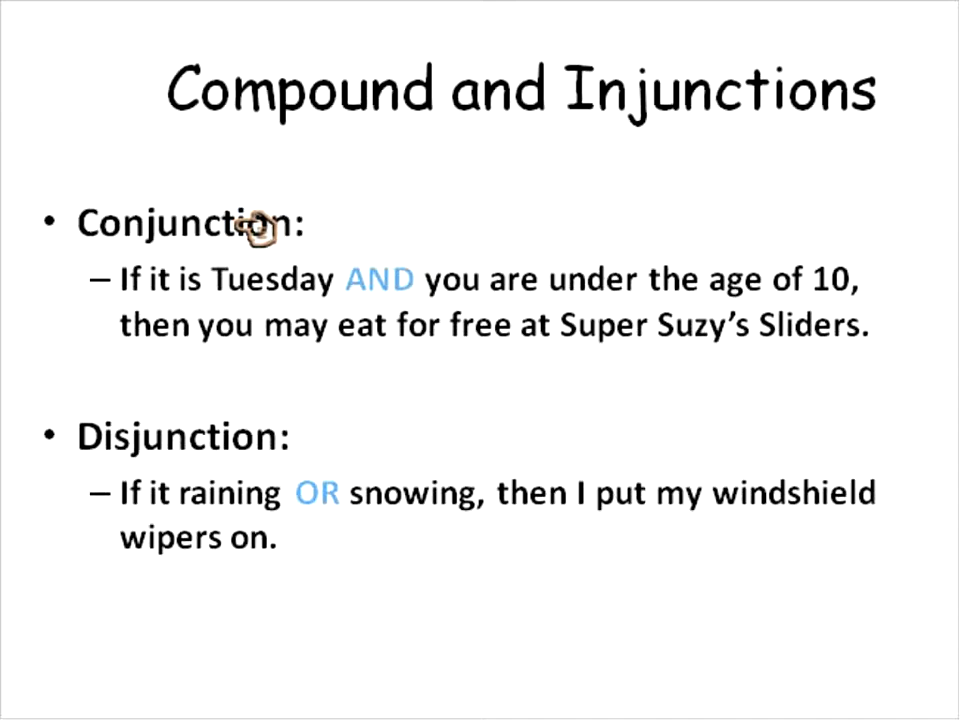 Compound and Injunctions
• Conjunction:
– If it is Tuesday AND you are under the age of 10,
then you may eat for free at Super Suzy’s Sliders.
• Disjunction:
– If it raining OR snowing, then I put my windshield
wipers on.